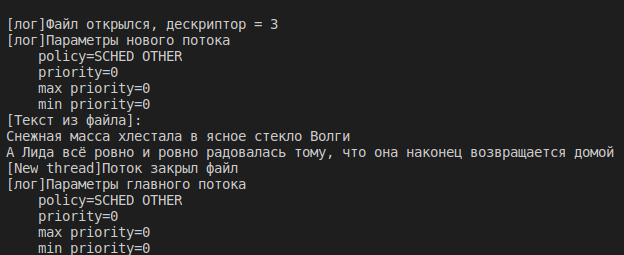 [лог]Файл открылся, дескриптор = 3
[лог]Параметры нового потока
policy=SCHED OTHER
priority=0
max priority=0
min priority=0
[Текст из файла]:
Снежная масса хлестала в ясное стекло Волги
А Лида всё ровно и ровно радовалась тому, что она наконец возвращается домой
[New thread]Поток закрыл файл
[лог]Параметры главного потока
policy=SCHED OTHER
priority=0
max priority=0
min priority=0